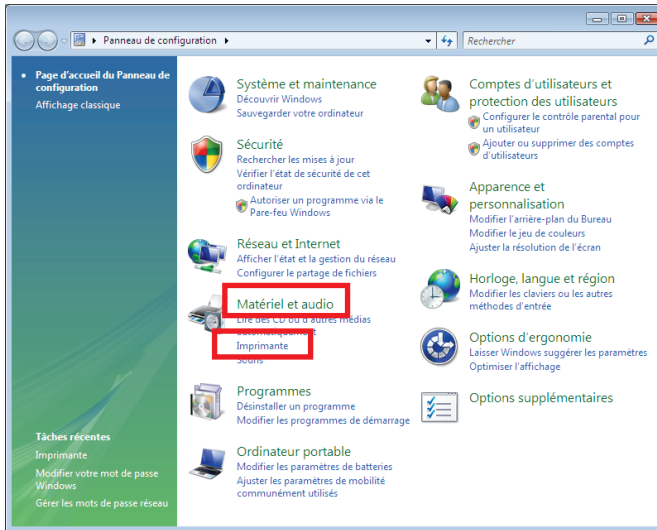 Panneau de configuration
Rechercher
Page d'accueil du Panneau de
configuration
Affichage classique
Système et maintenance
Découvrir Windows
Sauvegarder votre ordinateur
Sécurité
Rechercher les mises à jour
Vérifier l'état de sécurité de cet
ordinateur
Autoriser un programme via le
Pare-feu Windows
Réseau et Internet
Afficher l'état et la gestion du réseau
Configurer le partage de fichiers
Matériel et audio
Lire des CD ou d'autres médias
automatiquement
Imprimante
Souris
Programmes
Désinstaller un programme
Modifier les programmes de démarrage
Ordinateur portable
Modifier les paramètres de batteries
Ajuster les paramètres de mobilité
communément utilisés
Comptes d'utilisateurs et
protection des utilisateurs
Configurer le contrôle parental pour
un utilisateur
Ajouter ou supprimer des comptes
d'utilisateurs
Apparence et
personnalisation
Modifier l'arrière-plan du Bureau
Modifier le jeu de couleurs
Ajuster la résolution de l'écran
Horloge, langue et région
Modifier les claviers ou les autres
méthodes d'entrée
Options d'ergonomie
Laisser Windows suggérer les paramètres
Optimiser l'affichage
Options supplémentaires
Tâches récentes
Imprimante
Modifier votre mot de passe
Windows
Gérer les mots de passe réseau